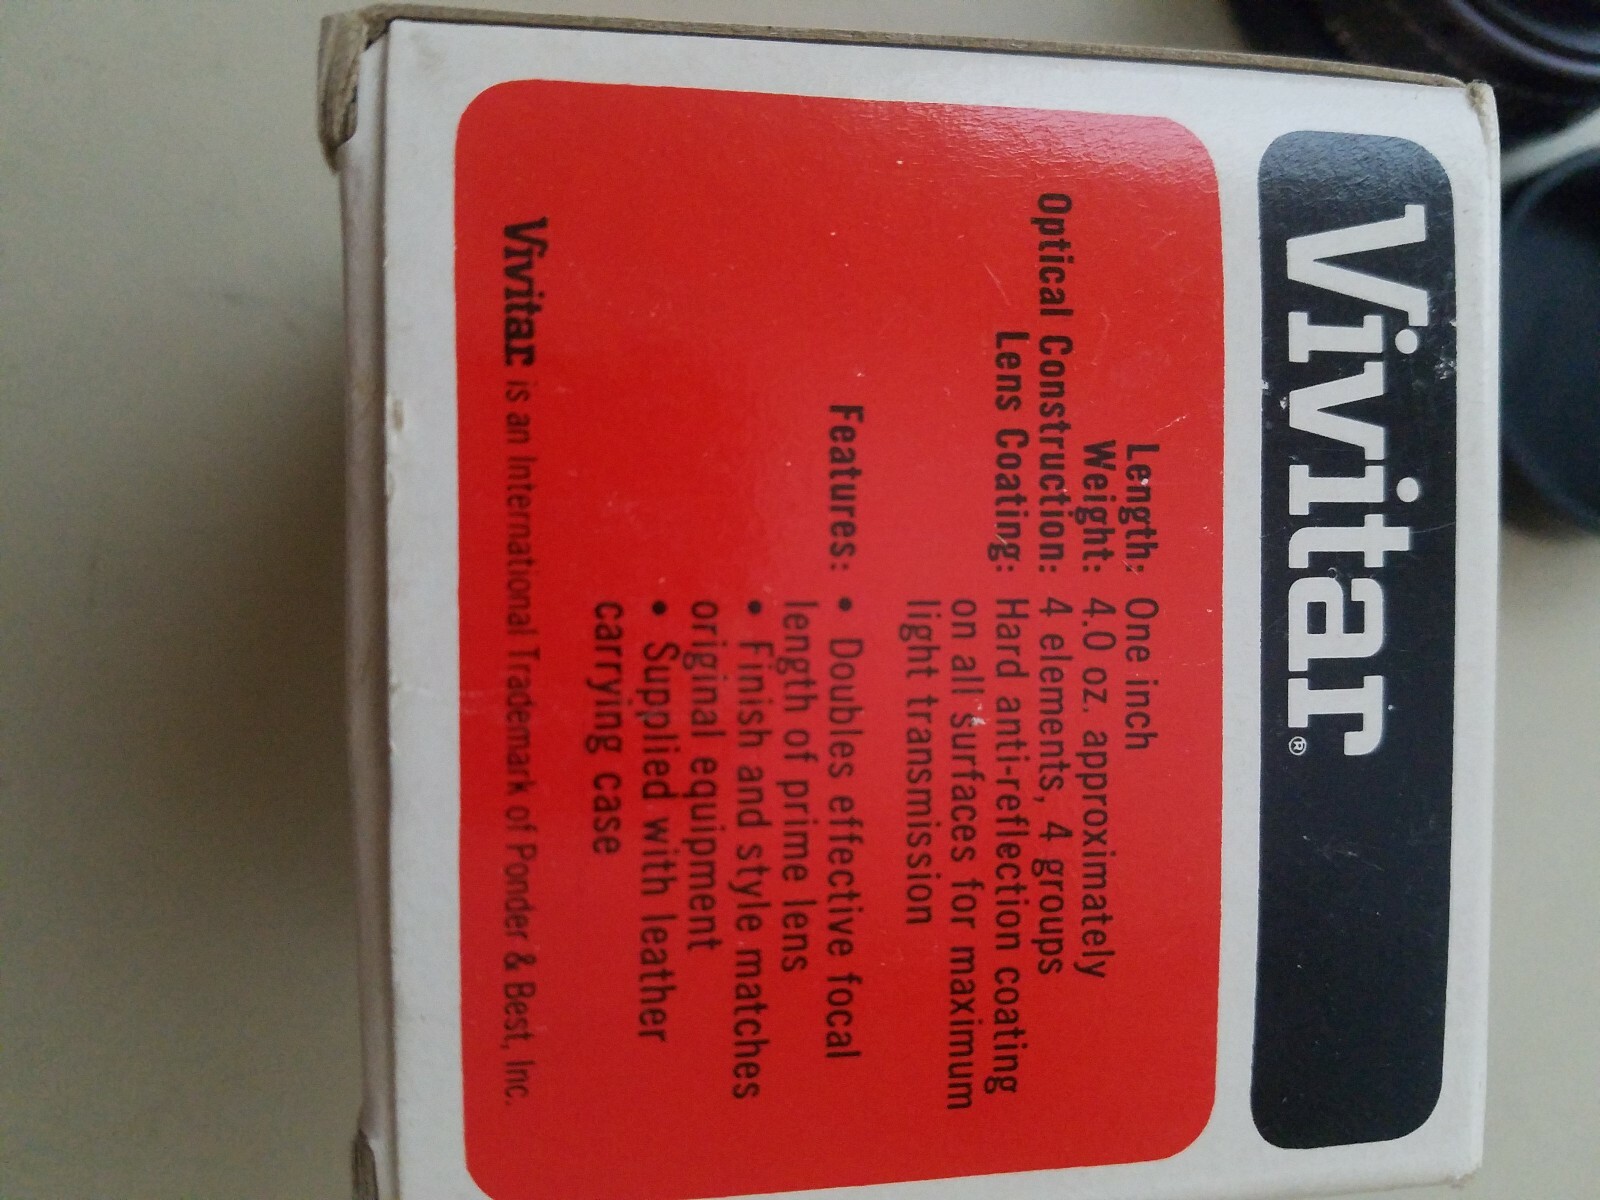 Vivitar®
Length: One inch
Weight: 4.0 oz. approximately
Optical Construction: 4 elements, 4 groups
Lens Coating: Hard anti-reflection coating
on all surfaces for maximum
light transmission
Features: • Doubles effective focal
length of prime lens
• Finish and style matches
original equipment
• Supplied with leather
carrying case
Vivitar is an International Trademark of Ponder & Best, Inc.